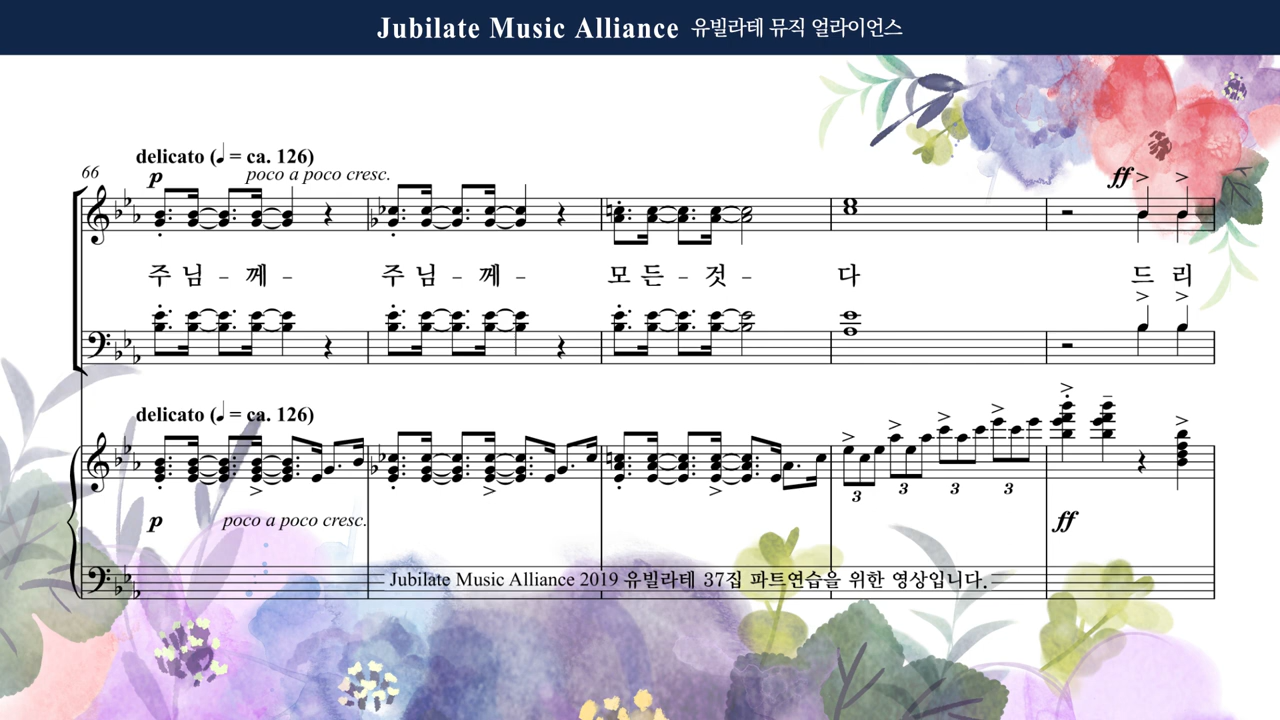 Jubilate Music Alliance 유빌라테 뮤직 얼라이언스
delicato (♩ = ca. 126)
66
p poco a poco cresc. ff
주 님 - 께 - 주 님 - 께 - 모 든 - 것 - 다 드 리
delicato (♩ = ca. 126)
3 3 3 3
p poco a poco cresc. ff
Jubilate Music Alliance 2019 유빌라테 37집 파트연습을 위한 영상입니다.